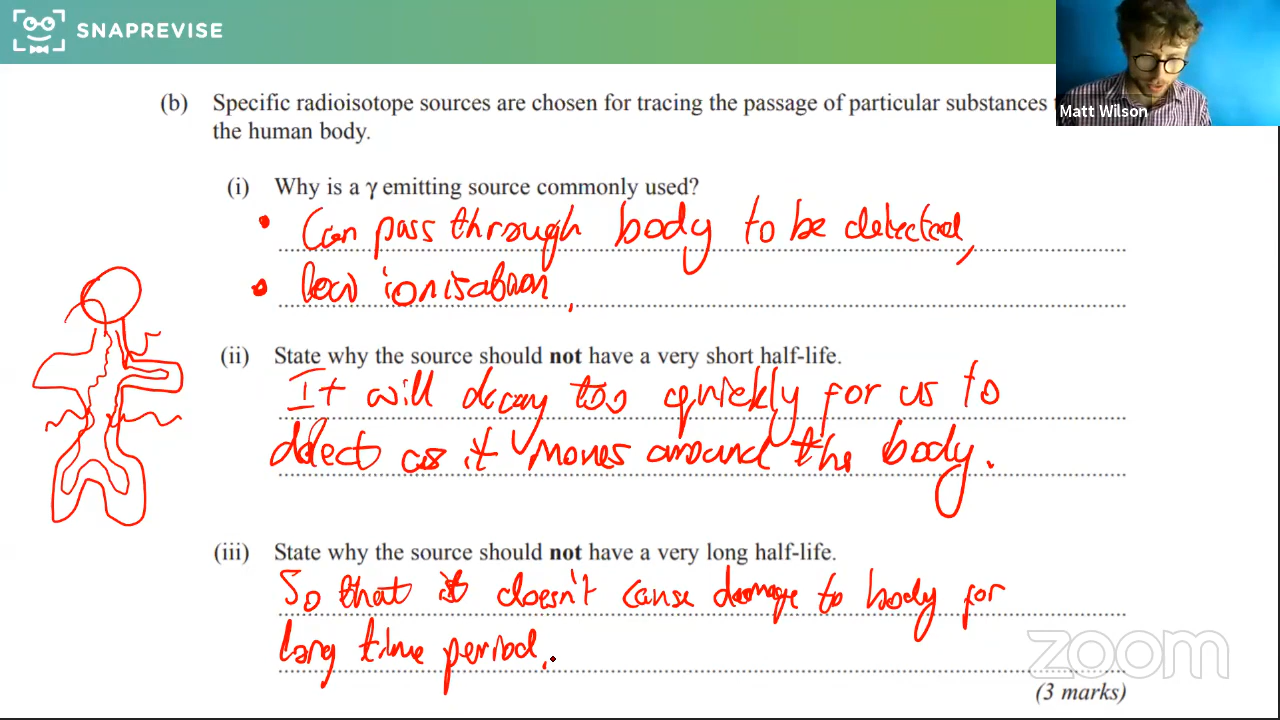 SNAPREVISE
Matt Wilson
(b) Specific radioisotope sources are chosen for tracing the passage of particular substances
the human body.
(i) Why is a γ emitting source commonly used?
• Can pass through body to be detected,
• low ionisation,
(ii) State why the source should not have a very short half-life.
It will decay too quickly for us to
detect as it moves around the body.
(iii) State why the source should not have a very long half-life.
So that it doesn't cause damage to body for
long time period.
zoom
(3 marks)